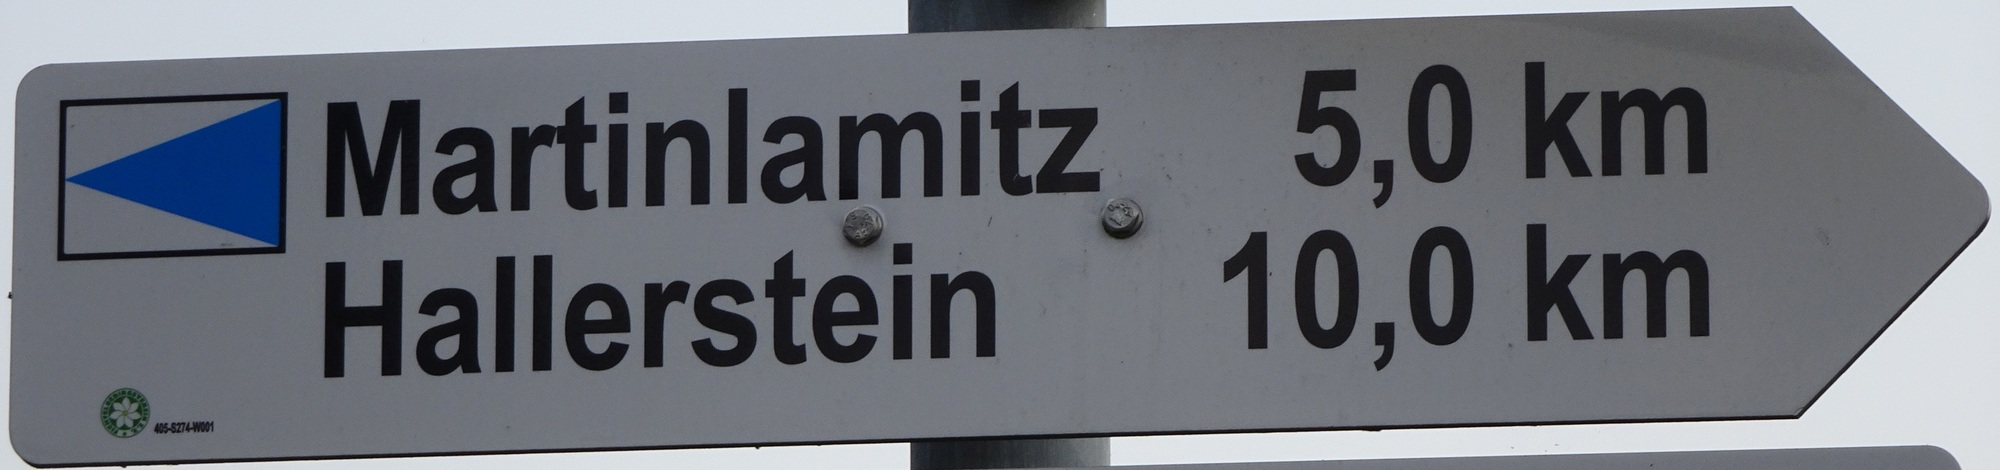 Martinlamitz 5,0 km
Hallerstein 10,0 km
405-S274-W001